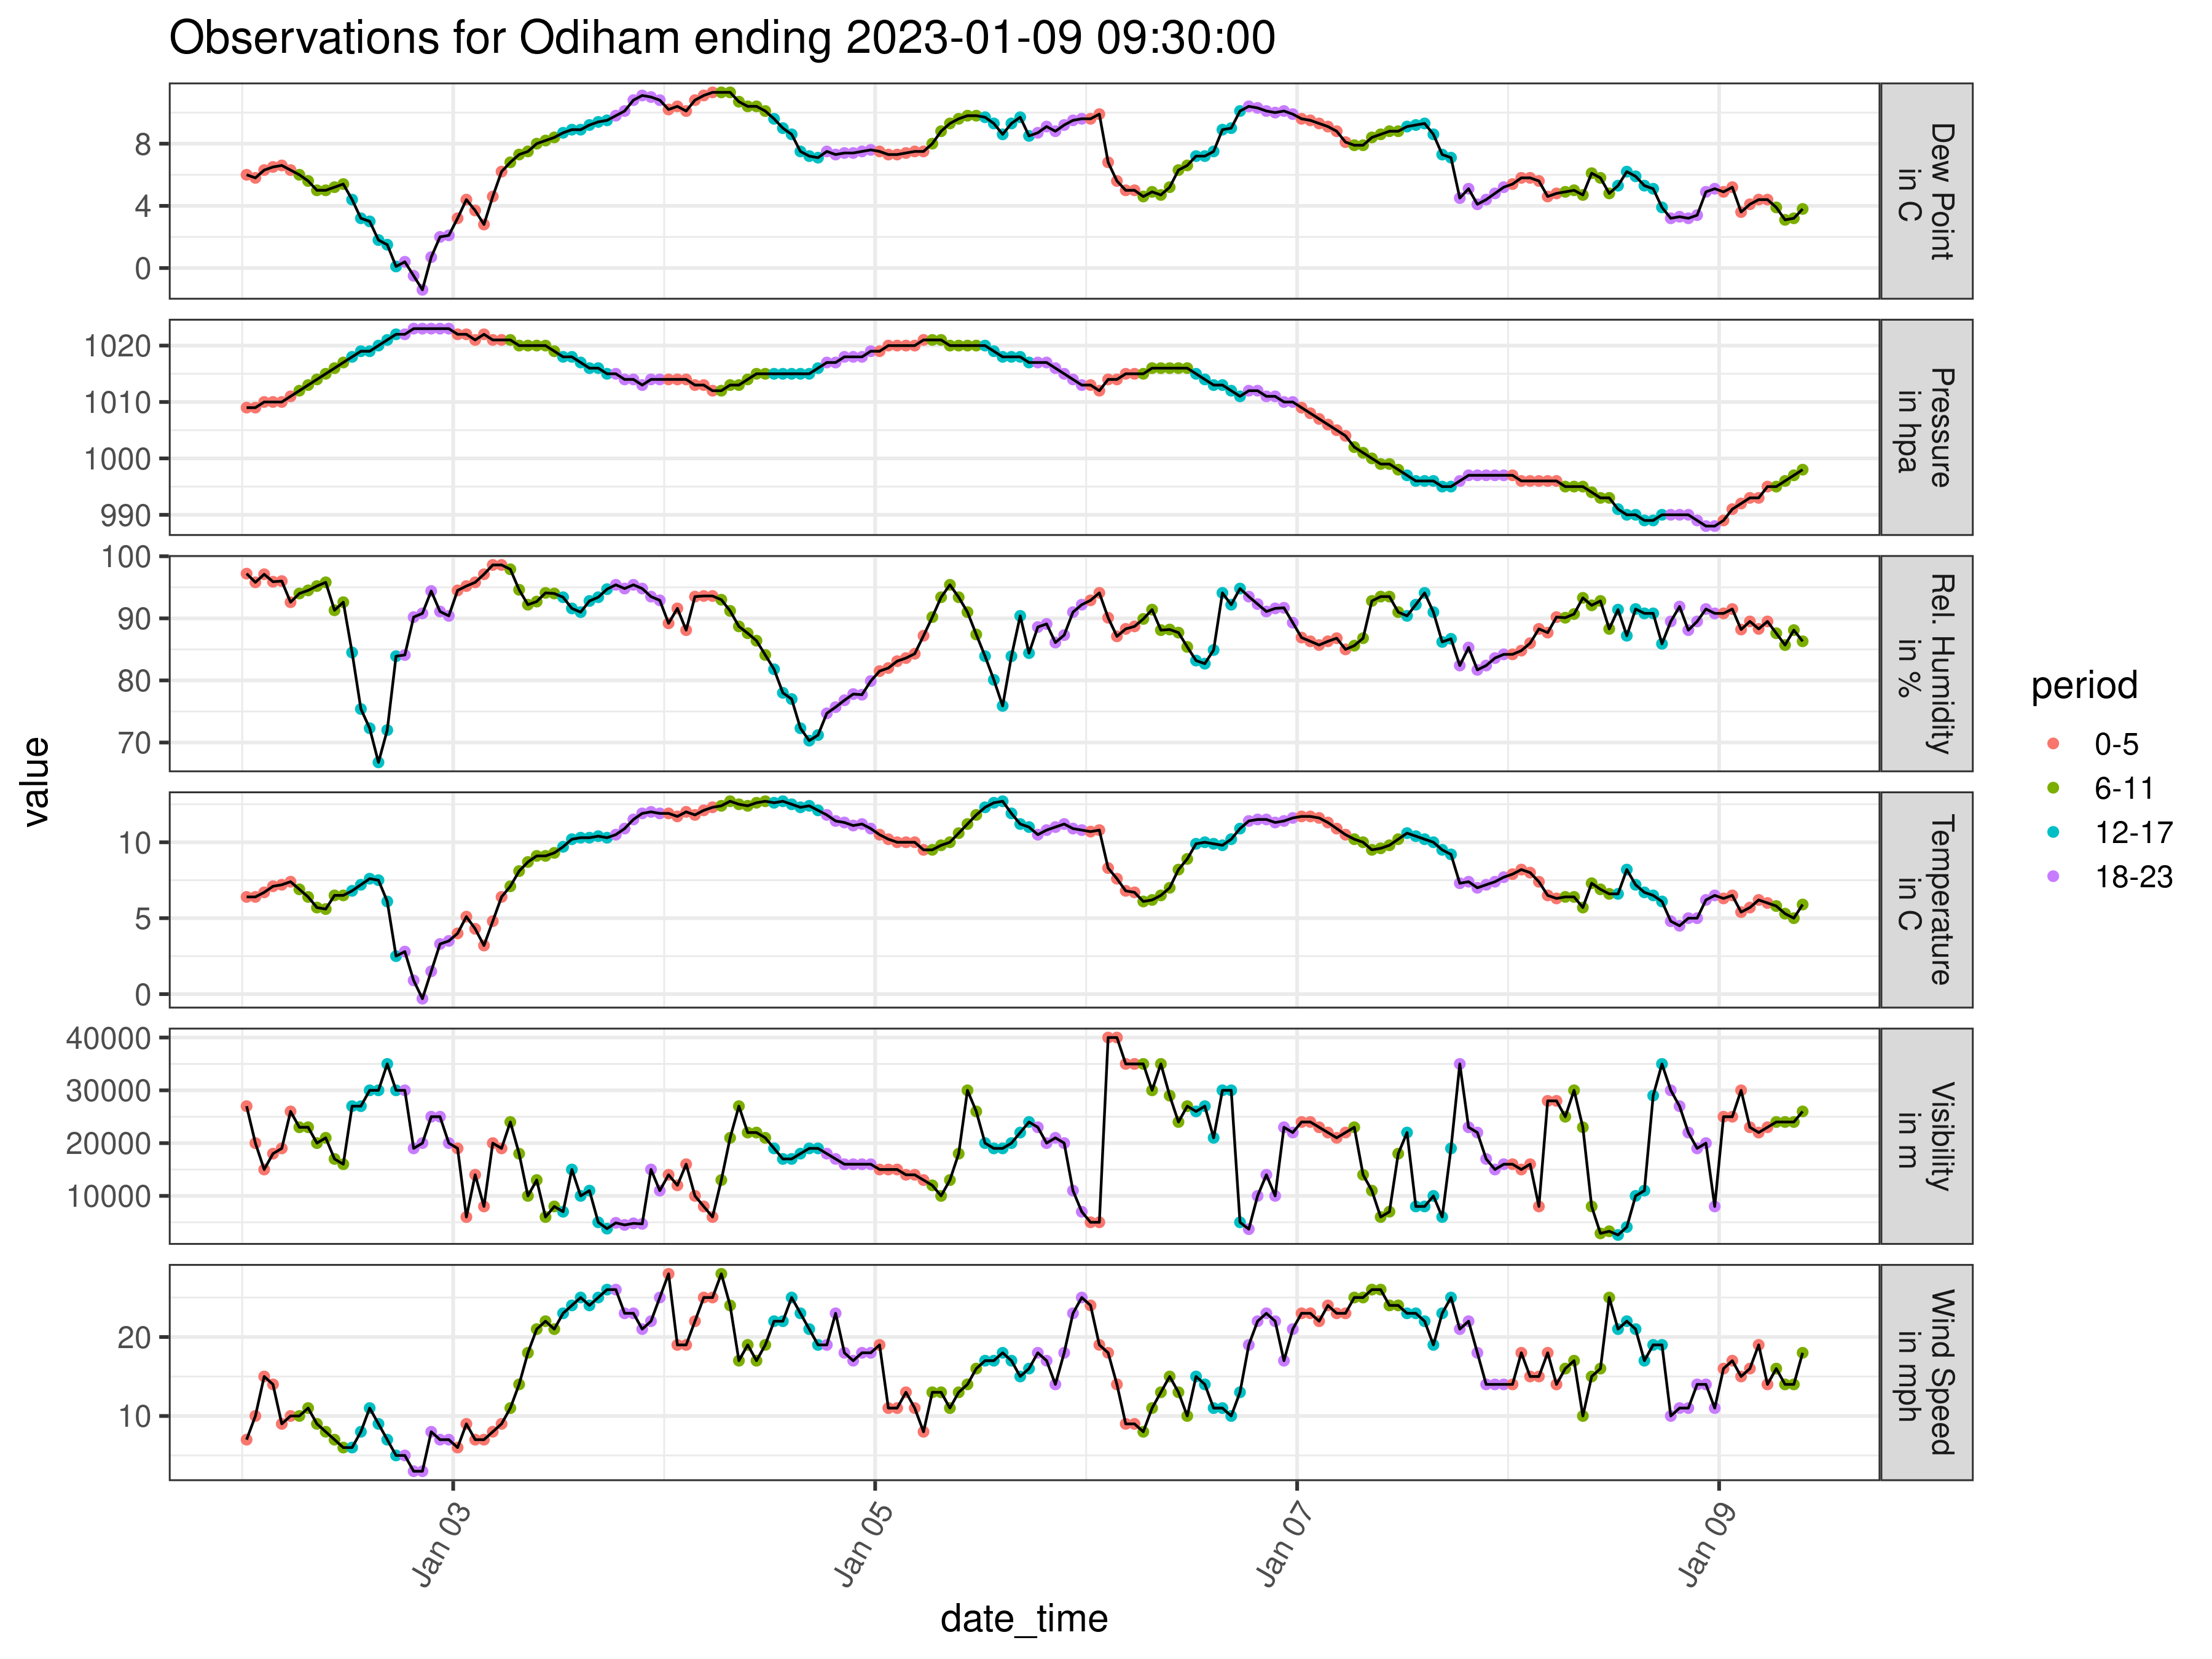 Observations for Odiham ending 2023-01-09 09:30:00
value
8
4
0
Dew Point
in C
1020
1010
1000
990
Pressure
in hpa
100
90
80
70
Rel. Humidity
in %
10
5
0
Temperature
in C
40000
30000
20000
10000
Visibility
in m
20
10
Wind Speed
in mph
Jan 03
Jan 05
Jan 07
Jan 09
date_time
period
0-5
6-11
12-17
18-23